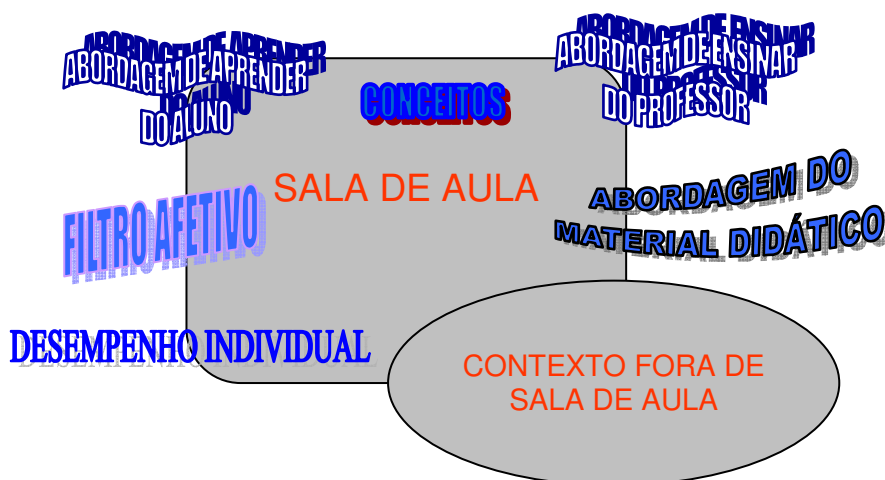 ABORDAGEM DE APRENDER
DO ALUNO
ABORDAGEM DE ENSINAR
DO PROFESSOR
CONCEITOS
SALA DE AULA
FILTRO AFETIVO
ABORDAGEM DO
MATERIAL DIDÁTICO
DESEMPENHO INDIVIDUAL
CONTEXTO FORA DE
SALA DE AULA